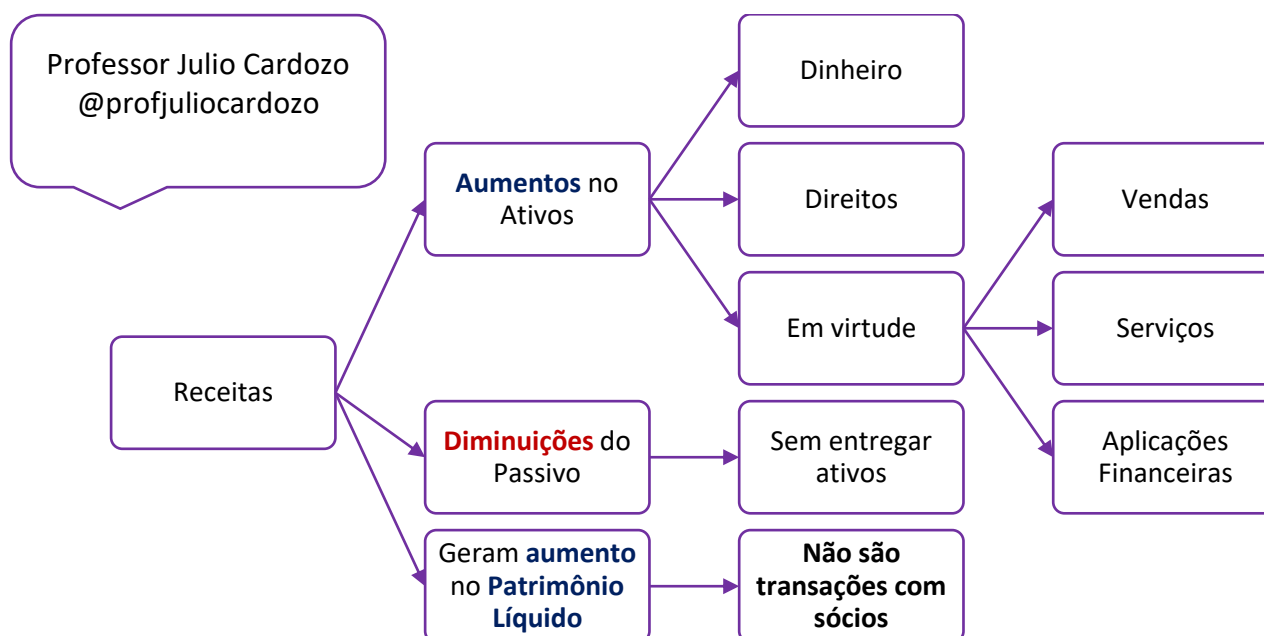 Professor Julio Cardozo
@profjuliocardozo
Dinheiro
Aumentos no
Ativos
Direitos
Vendas
Em virtude
Serviços
Receitas
Diminuições do
Passivo
Sem entregar
ativos
Aplicações
Financeiras
Geram aumento
no Patrimônio
Líquido
Não são
transações com
sócios